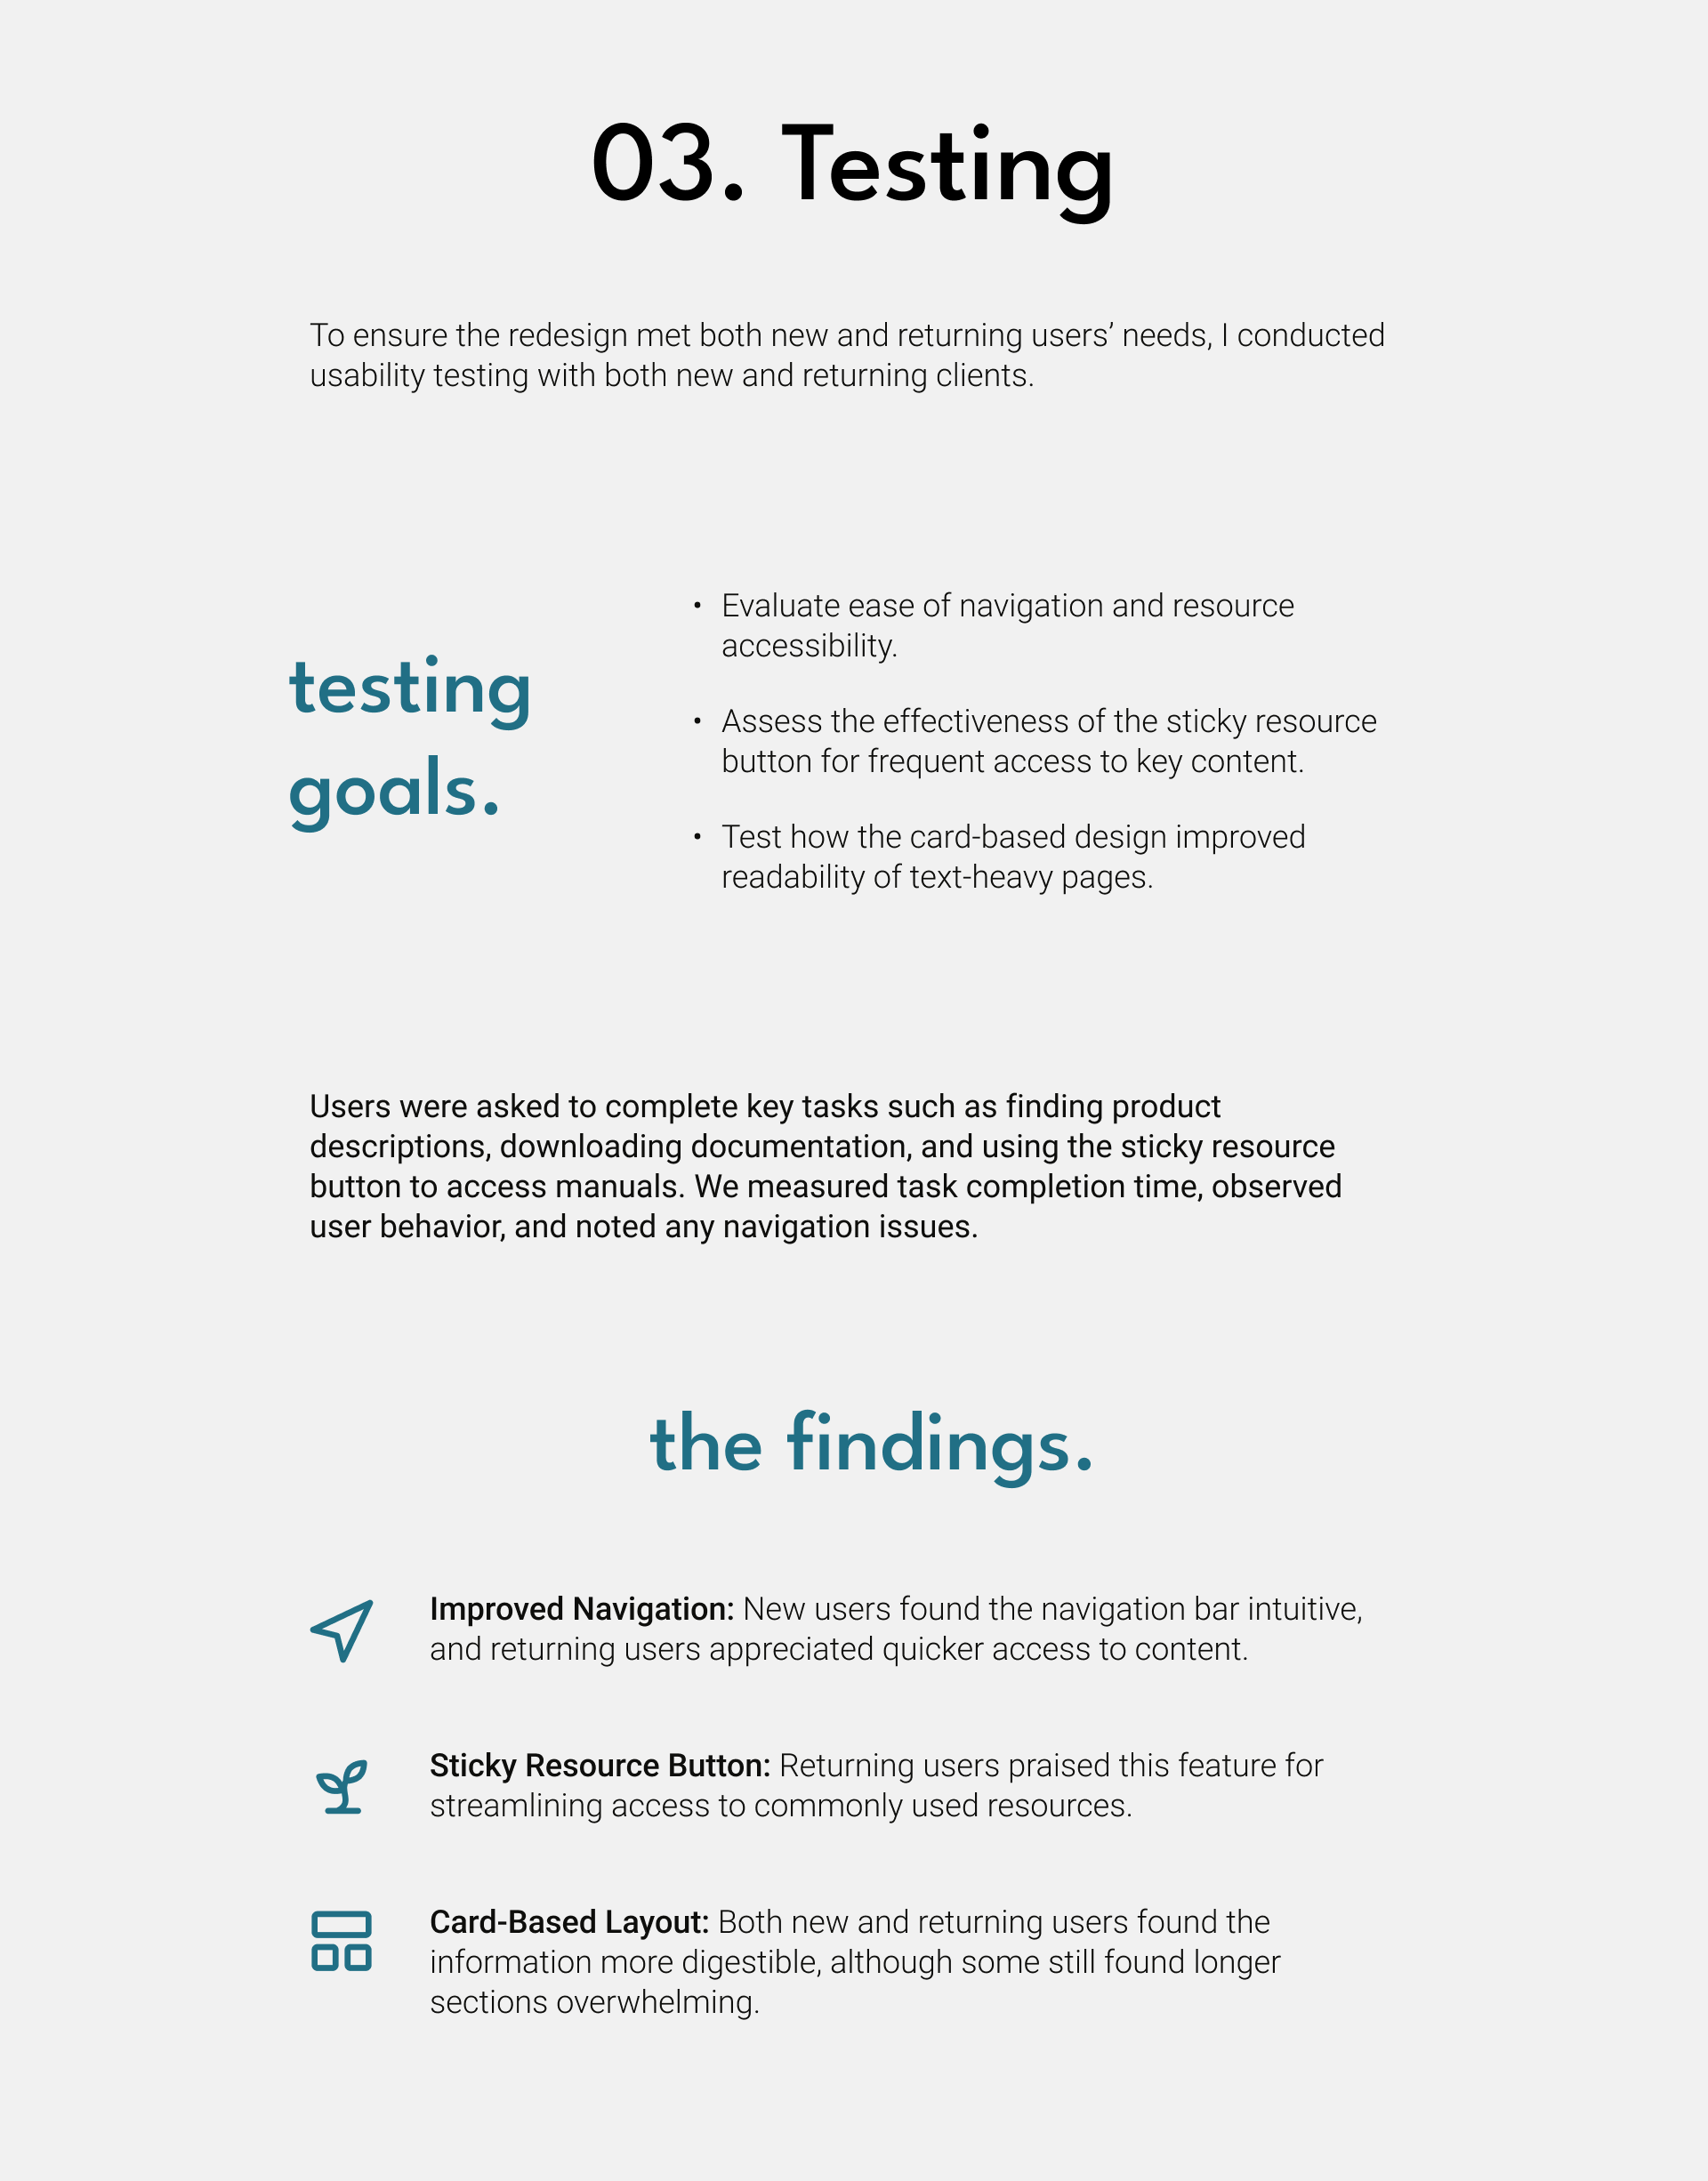 03. Testing
To ensure the redesign met both new and returning users’ needs, I conducted
usability testing with both new and returning clients.
testing
goals.
• Evaluate ease of navigation and resource
accessibility.
• Assess the effectiveness of the sticky resource
button for frequent access to key content.
• Test how the card-based design improved
readability of text-heavy pages.
Users were asked to complete key tasks such as finding product
descriptions, downloading documentation, and using the sticky resource
button to access manuals. We measured task completion time, observed
user behavior, and noted any navigation issues.
the findings.
Improved Navigation: New users found the navigation bar intuitive,
and returning users appreciated quicker access to content.
Sticky Resource Button: Returning users praised this feature for
streamlining access to commonly used resources.
Card-Based Layout: Both new and returning users found the
information more digestible, although some still found longer
sections overwhelming.